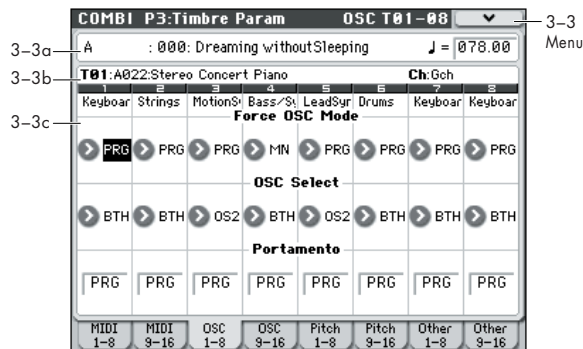 COMBI P3:Timbre Param OSC T01-08
3–3
Menu
3–3a
A : 000: Dreaming withoutSleeping ♩ = 078.00
3–3b
T01:A022:Stereo Concert Piano Ch:Gch
1 2 3 4 5 6 7 8
3–3c
Keyboar Strings MotionS Bass/Sy LeadSyr Drums Keyboar Keyboar
Force OSC Mode
PRG PRG PRG MN PRG PRG PRG PRG
OSC Select
BTH BTH OS2 BTH OS2 BTH BTH BTH
Portamento
PRG PRG PRG PRG PRG PRG PRG PRG
MIDI 1-8 MIDI 9-16 OSC 1-8 OSC 9-16 Pitch 1-8 Pitch 9-16 Other 1-8 Other 9-16